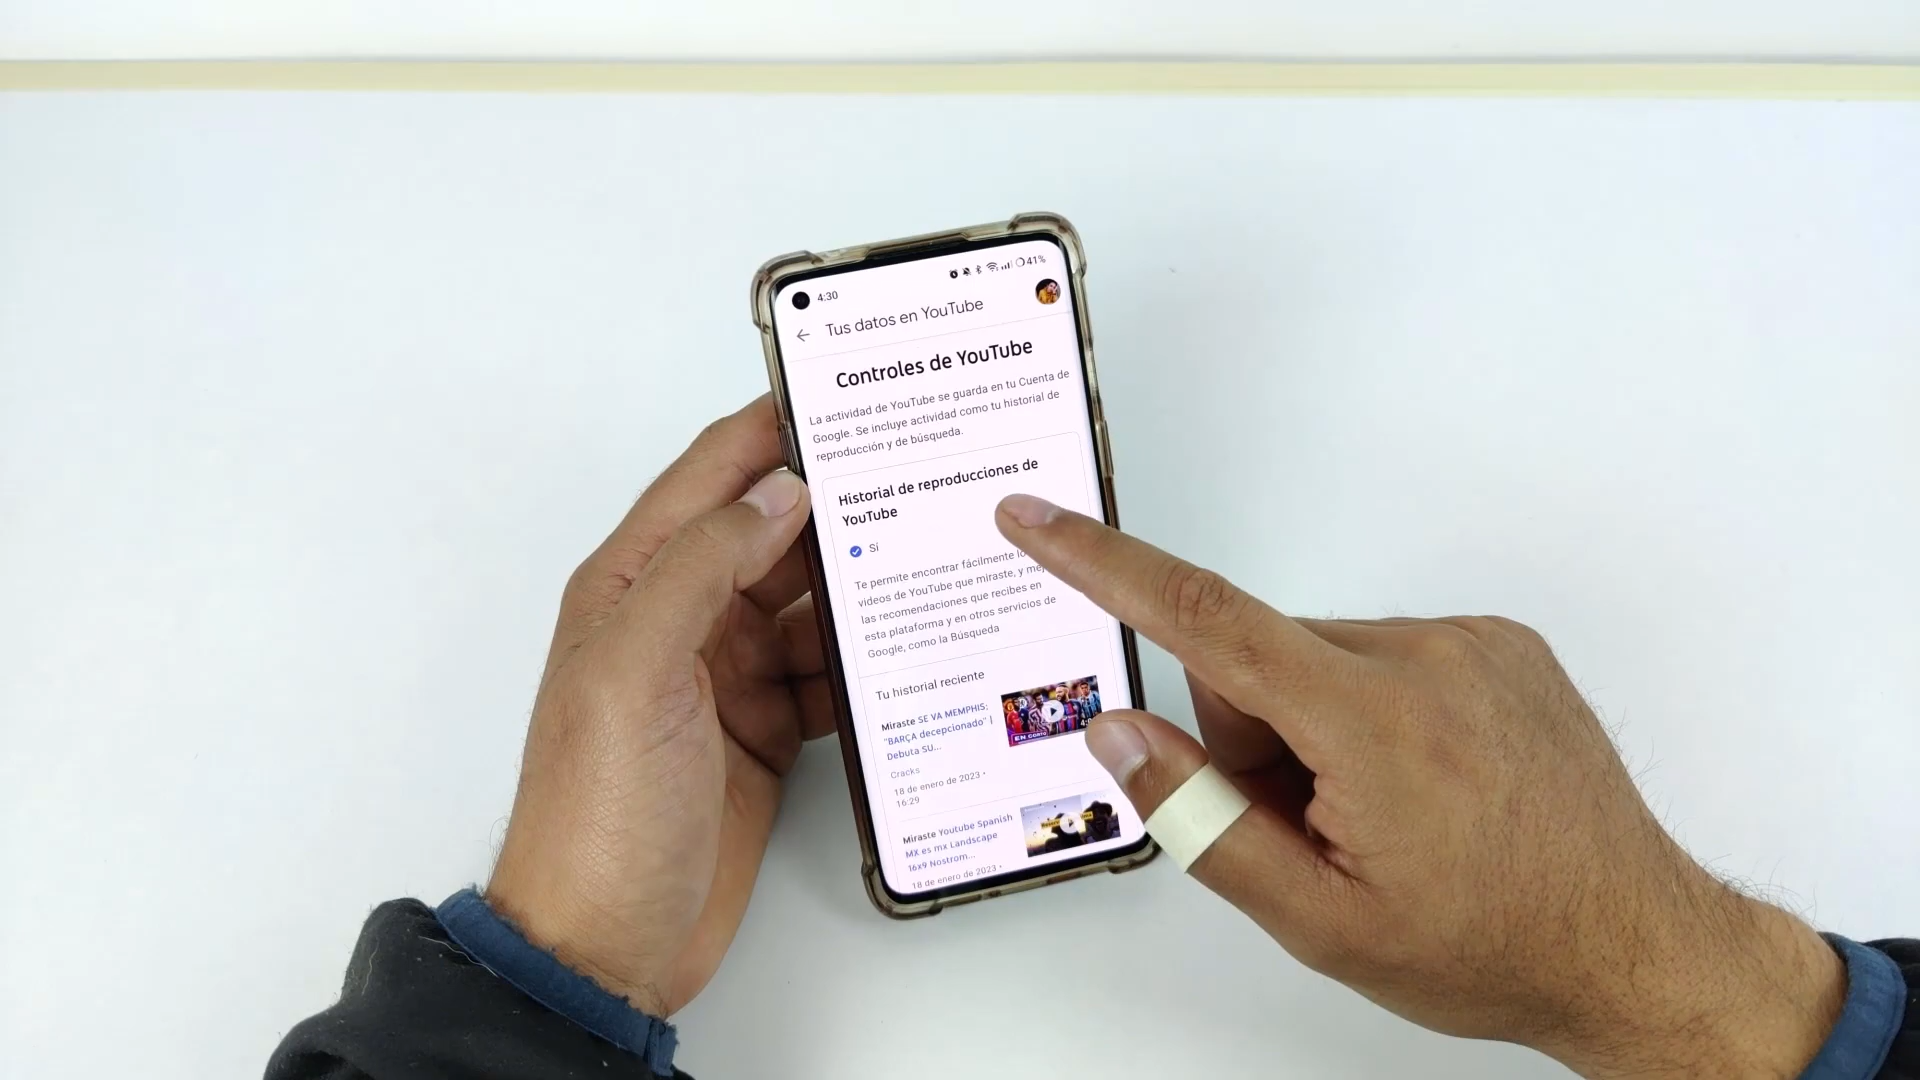 4:30
41%
Tus datos en YouTube
Controles de YouTube
La actividad de YouTube se guarda en tu Cuenta de
Google. Se incluye actividad como tu historial de
reproducción y de búsqueda.
Historial de reproducciones de
YouTube
Sí
Te permite encontrar fácilmente
videos de YouTube que miraste, y
las recomendaciones que recibes en
esta plataforma y en otros servicios de
Google, como la Búsqueda
Tu historial reciente
Miraste SE VA MEMPHIS;
"BARÇA decepcionado" |
Debuta SU...
Cracks
18 de enero de 2023 •
16:29
EN CORTO
Miraste Youtube Spanish
MX es mx Landscape
16x9 Nostrom...
18 de enero de 2023 •